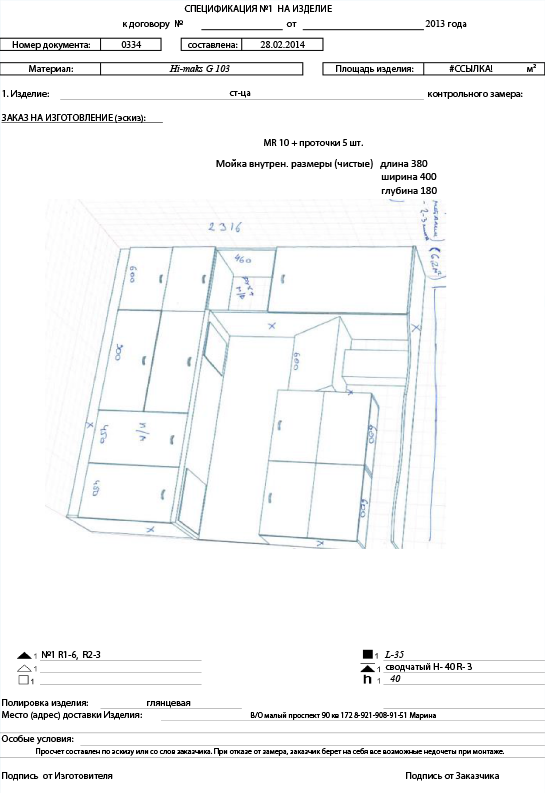 СПЕЦИФИКАЦИЯ №1 НА ИЗДЕЛИЕ
к договору № от 2013 года
Номер документа: 0334 составлена: 28.02.2014
Материал: Hi-maks G 103 Площадь изделия: #ССЫЛКА! м²
1. Изделие: ст-ца контрольного замера:
ЗАКАЗ НА ИЗГОТОВЛЕНИЕ (эскиз):
MR 10 + проточки 5 шт.
Мойка внутрен. размеры (чистые) длина 380
ширина 400
глубина 180
2316
460
600
300
600
x
x
x
x
450
п/м
600
450
600
x
x
▲ 1 №1 R1-6, R2-3
△ 1
□ 1
■ 1 L-35
▲ 1 сводчатый Н- 40 R- 3
h 1 40
Полировка изделия: глянцевая
Место (адрес) доставки Изделия: В/О малый проспект 90 кв 172 8-921-908-91-51 Марина
Особые условия:
Просчет составлен по эскизу или со слов заказчика. При отказе от замера, заказчик берет на себя все возможные недочеты при монтаже.
Подпись от Изготовителя Подпись от Заказчика